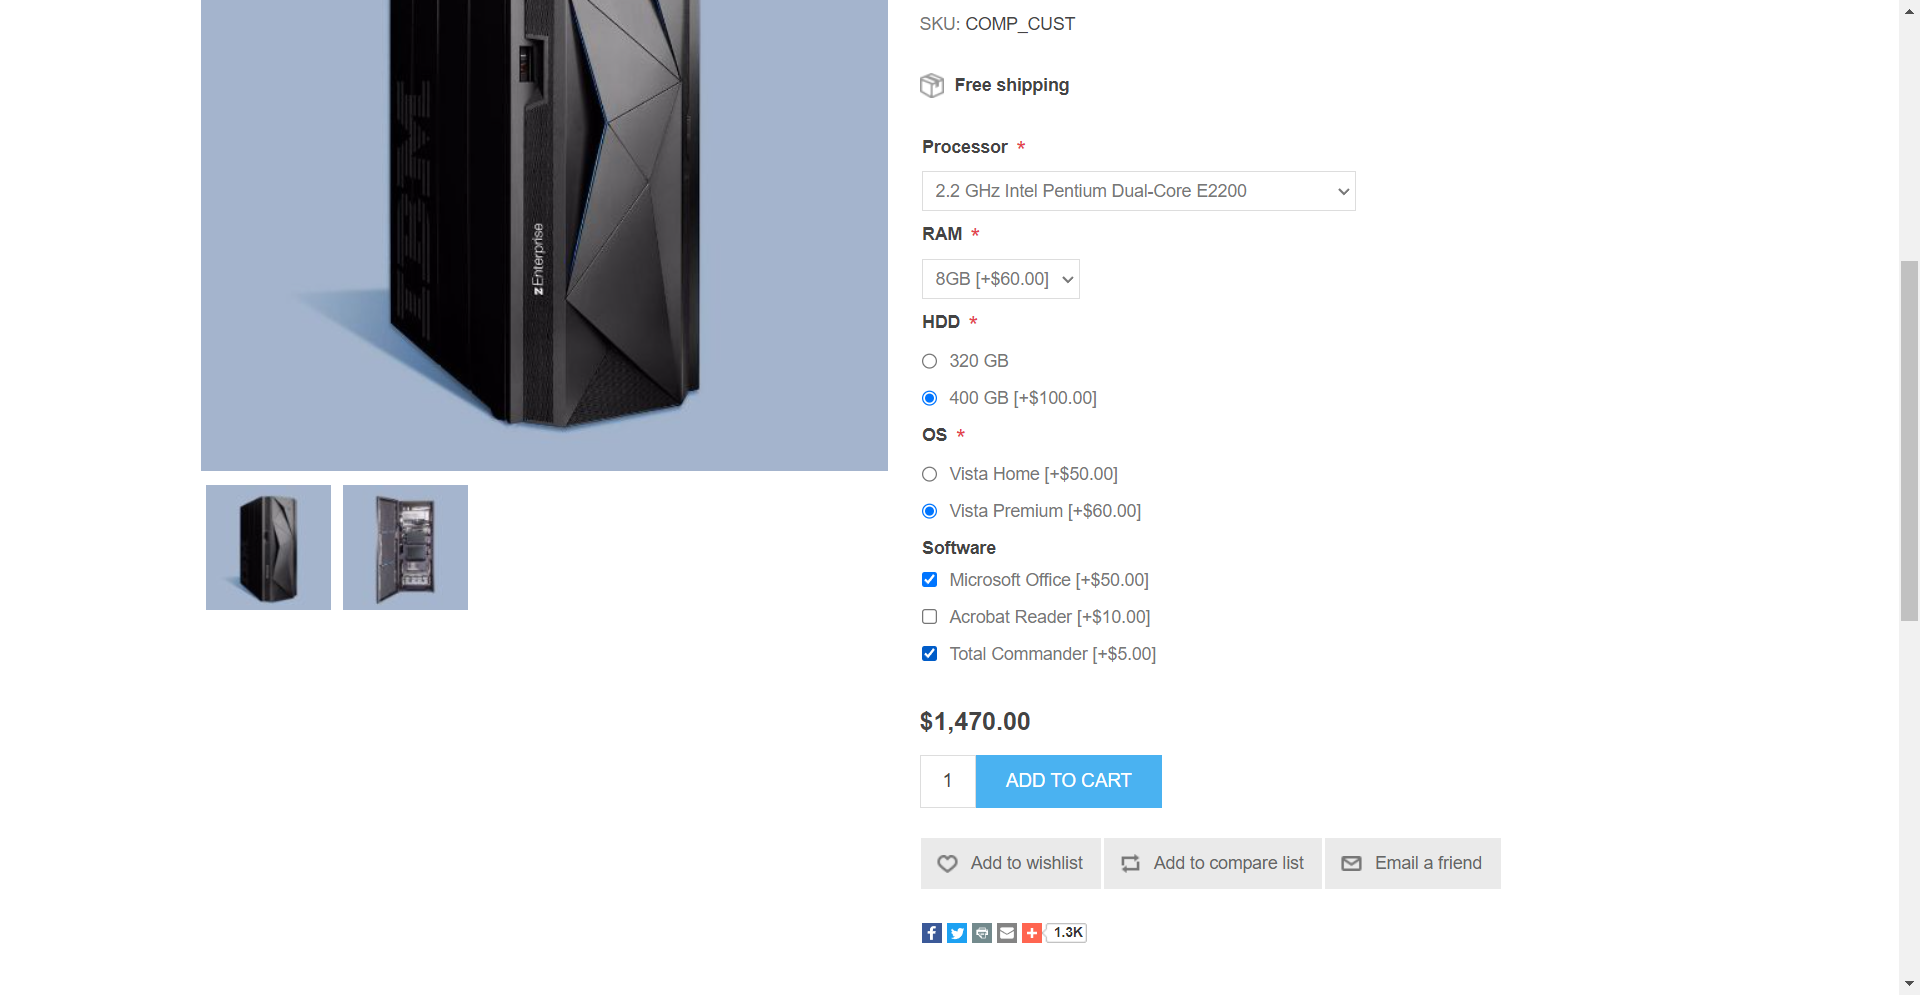 SKU: COMP_CUST
Free shipping
Processor *
2.2 GHz Intel Pentium Dual-Core E2200
RAM *
8GB [+$60.00]
HDD *
320 GB
400 GB [+$100.00]
OS *
Vista Home [+$50.00]
Vista Premium [+$60.00]
Software
Microsoft Office [+$50.00]
Acrobat Reader [+$10.00]
Total Commander [+$5.00]
$1,470.00
1 ADD TO CART
Add to wishlist Add to compare list Email a friend
1.3K
IBM
zEnterprise